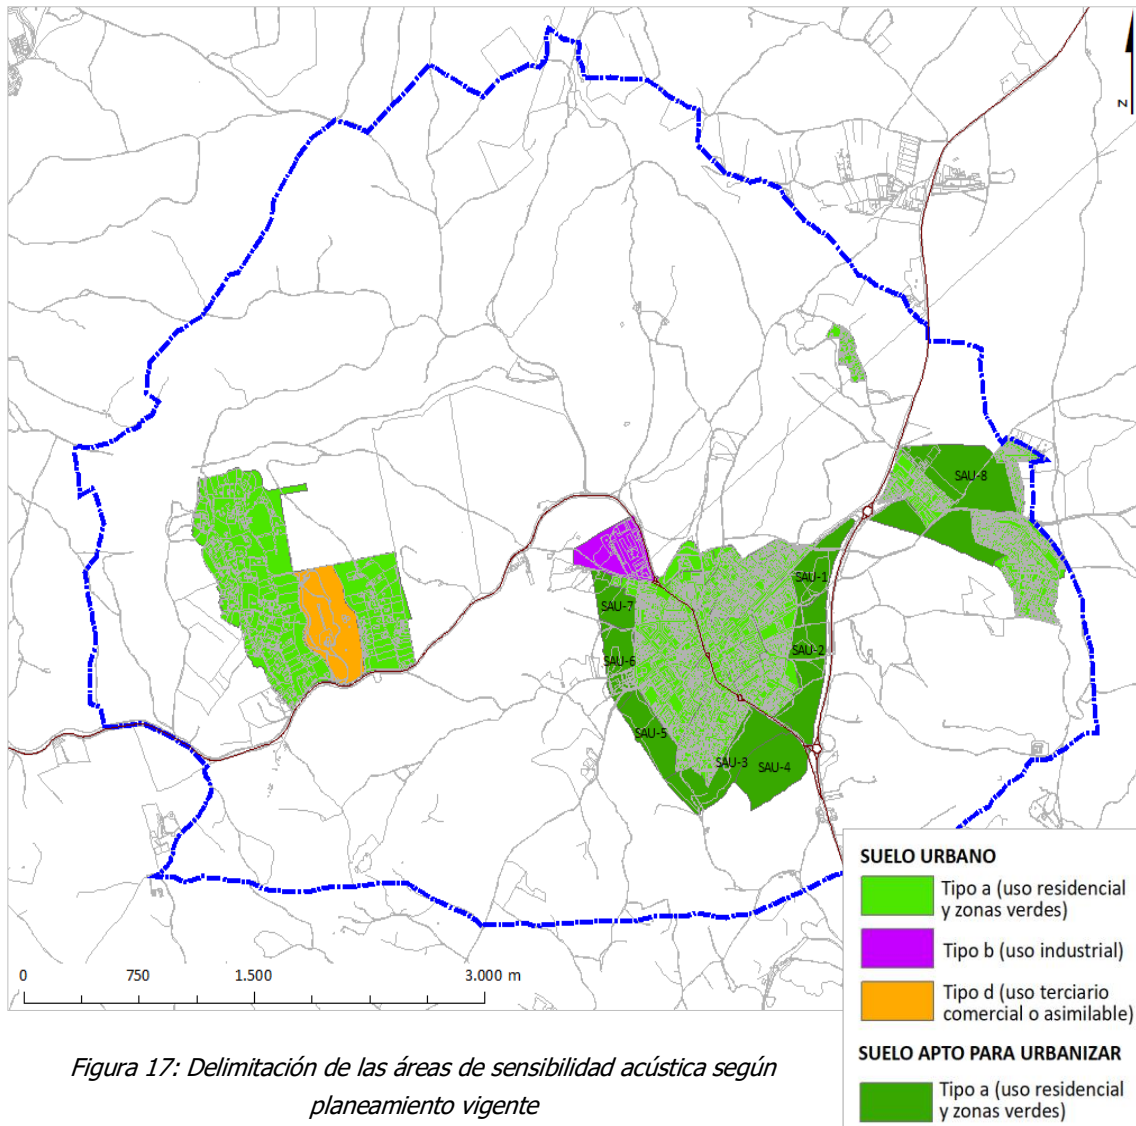 N
SAU-8
SAU-1
SAU-7
SAU-2
SAU-6
SAU-5
SAU-3
SAU-4
0 750 1.500 3.000 m
SUELO URBANO
Tipo a (uso residencial
y zonas verdes)
Tipo b (uso industrial)
Tipo d (uso terciario
comercial o asimilable)
SUELO APTO PARA URBANIZAR
Tipo a (uso residencial
y zonas verdes)
Figura 17: Delimitación de las áreas de sensibilidad acústica según
planeamiento vigente